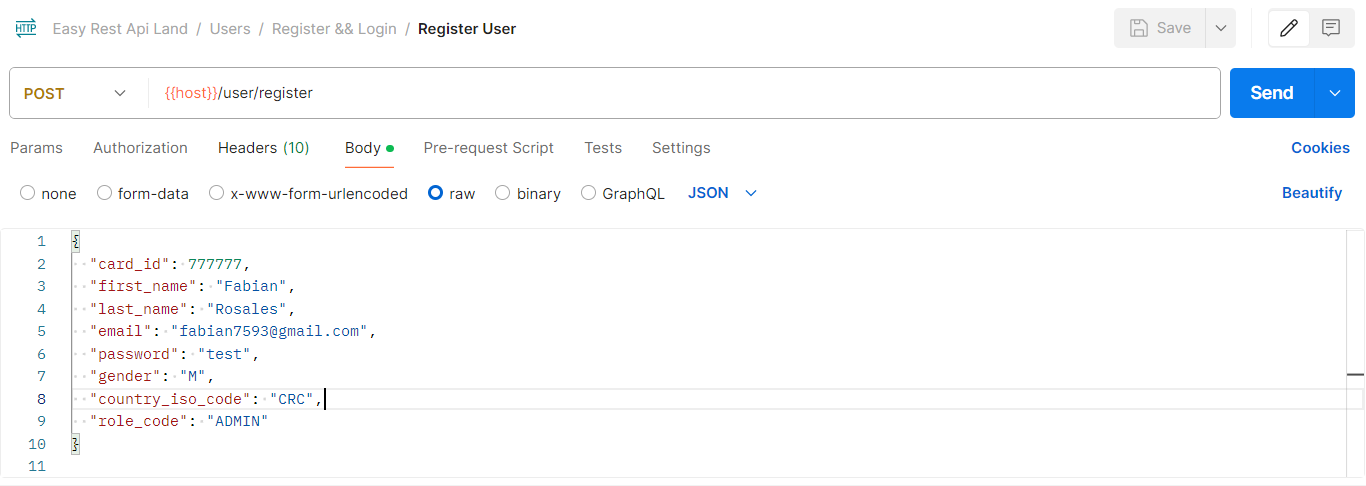 HTTP Easy Rest Api Land / Users / Register && Login / Register User Save
POST {{host}}/user/register Send
Params Authorization Headers (10) Body Pre-request Script Tests Settings Cookies
none form-data x-www-form-urlencoded raw binary GraphQL JSON Beautify
1 {
2 "card_id": 777777,
3 "first_name": "Fabian",
4 "last_name": "Rosales",
5 "email": "fabian7593@gmail.com",
6 "password": "test",
7 "gender": "M",
8 "country_iso_code": "CRC",
9 "role_code": "ADMIN"
10 }
11